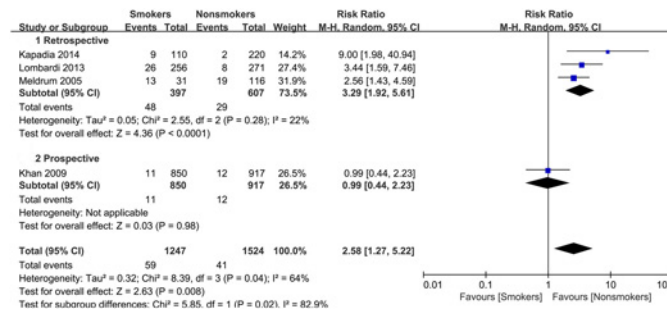 Smokers Nonsmokers Risk Ratio Risk Ratio
Study or Subgroup Events Total Events Total Weight M-H. Random, 95% CI M-H. Random, 95% CI
1 Retrospective
Kapadia 2014 9 110 2 220 14.2% 9.00 [1.98, 40.94]
Lombardi 2013 26 256 8 271 3.44 [1.59, 7.46]
Meldrum 2005 13 31 19 116 31.9% 2.56 [1.43, 4.59]
Subtotal (95% CI) 397 607 73.5% 3.29 [1.92, 5.61]
Total events 48 29
Heterogeneity: Tau² = 0.05; Chi² = 2.55, df = 2 (P = 0.28); I² = 22%
Test for overall effect: Z = 4.36 (P < 0.0001)
2 Prospective
Khan 2009 11 850 12 917 26.5% 0.99 [0.44, 2.23]
Subtotal (95% CI) 850 917 26.5% 0.99 [0.44, 2.23]
Total events 11 12
Heterogeneity: Not applicable
Test for overall effect: Z = 0.03 (P = 0.98)
Total (95% CI) 1247 1524 100.0% 2.58 [1.27, 5.22]
Total events 59 41
Heterogeneity: Tau² = 0.32; Chi² = 8.39, df = 3 (P = 0.04); I² = 64%
Test for overall effect: Z = 2.63 (P = 0.008)
Test for subgroup differences: Chi² = 5.85, df = 1 (P = 0.02), I² = 82.9%
0.01 0.1 1 10
Favours [Smokers] Favours [Nonsmokers]